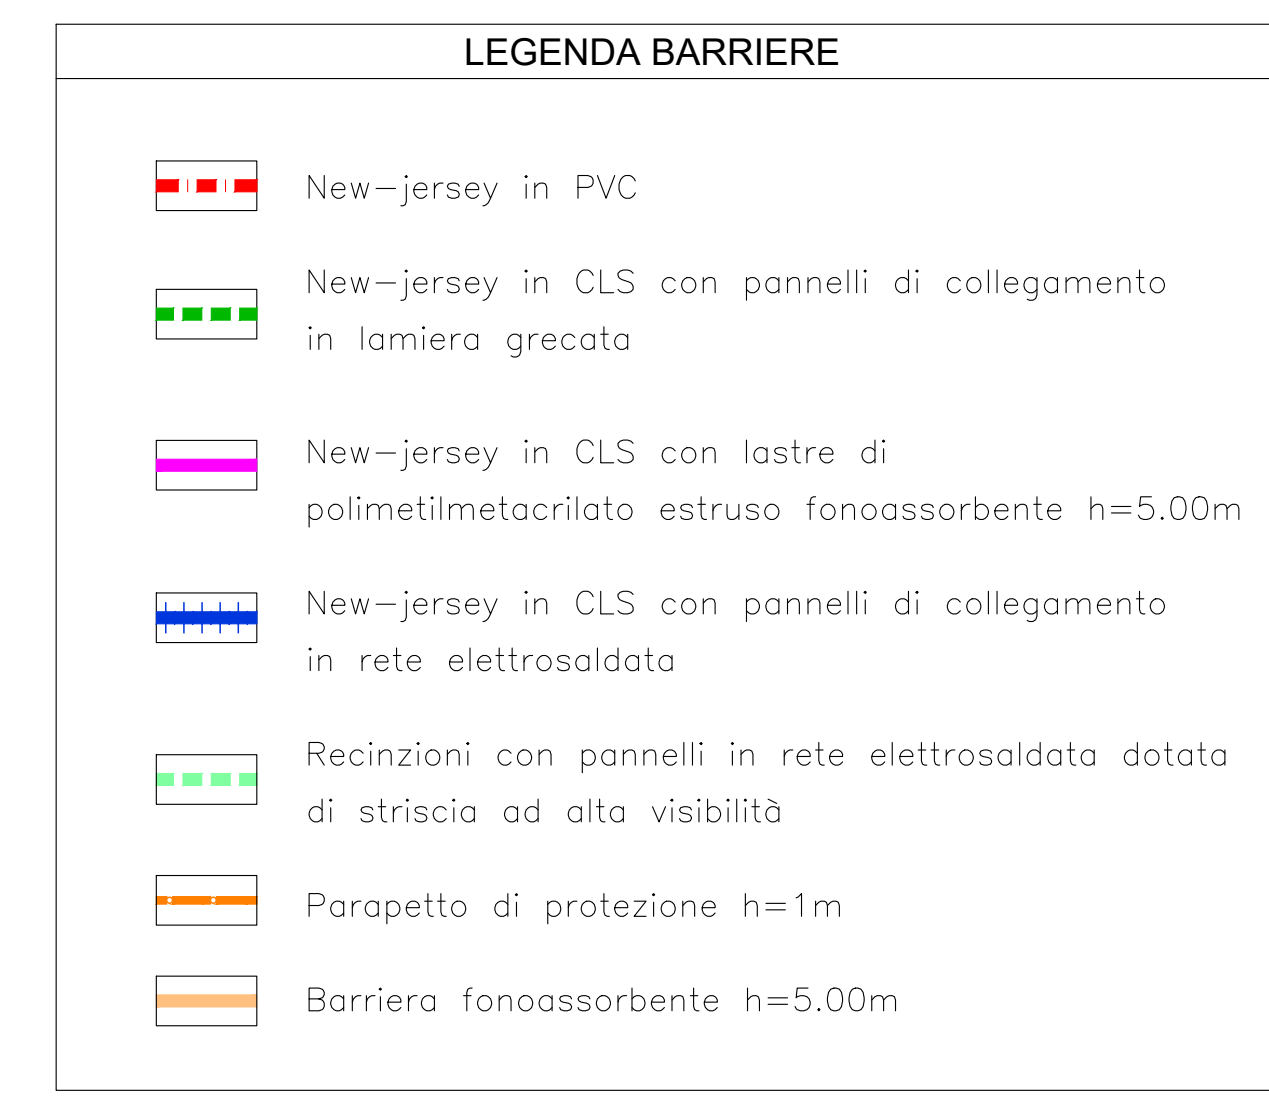 LEGENDA BARRIERE
New-jersey in PVC
New-jersey in CLS con pannelli di collegamento
in lamiera grecata
New-jersey in CLS con lastre di
polimetilmetacrilato estruso fonoassorbente h=5.00m
New-jersey in CLS con pannelli di collegamento
in rete elettrosaldata
Recinzioni con pannelli in rete elettrosaldata dotata
di striscia ad alta visibilità
Parapetto di protezione h=1m
Barriera fonoassorbente h=5.00m